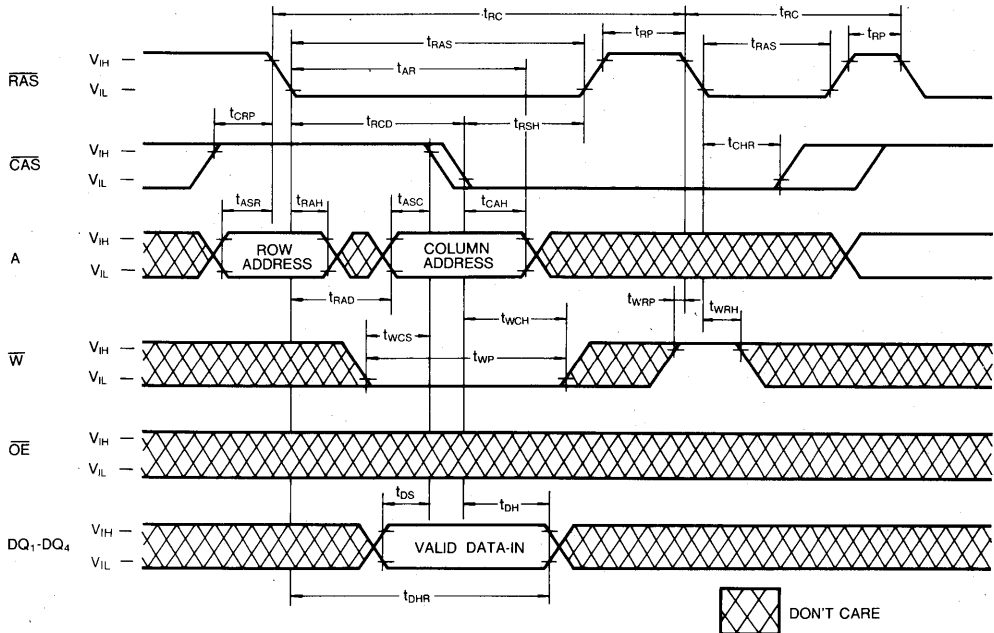 tRC tRC
tRAS tRP tRAS tRP
tAR
RAS VIH
VIL
tCRP tRCD tRSH tCHR
CAS VIH
VIL
tASR tRAH tASC tCAH
A VIH
VIL
ROW ADDRESS
COLUMN ADDRESS
tRAD tWCH tWRP tWRH
tWCS
tWP
W VIH
VIL
OE VIH
VIL
tDS tDH
DQ1-DQ4 VIH
VIL
VALID DATA-IN
tDHR
DON'T CARE